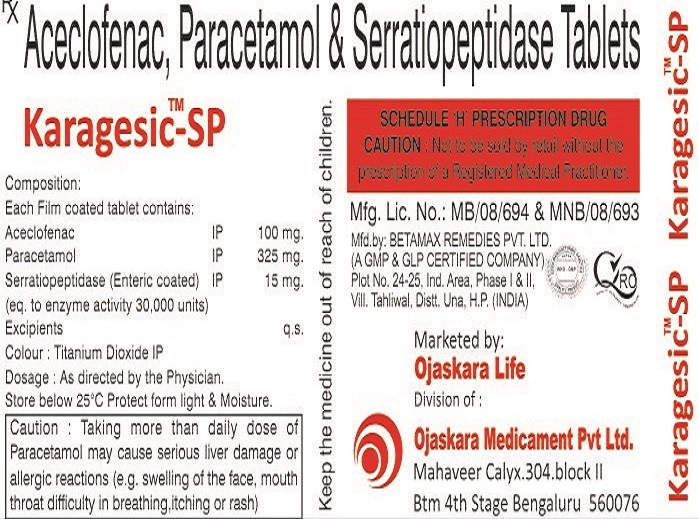 Rx
Aceclofenac, Paracetamol & Serratiopeptidase Tablets
Karagesic™-SP
Composition:
Each Film coated tablet contains:
Aceclofenac IP 100 mg.
Paracetamol IP 325 mg.
Serratiopeptidase (Enteric coated) IP 15 mg.
(eq. to enzyme activity 30,000 units)
Excipients q.s.
Colour : Titanium Dioxide IP
Dosage : As directed by the Physician.
Store below 25°C Protect form light & Moisture.
Caution : Taking more than daily dose of
Paracetamol may cause serious liver damage or
allergic reactions (e.g. swelling of the face, mouth
throat difficulty in breathing,itching or rash)
Keep the medicine out of reach of children.
SCHEDULE 'H' PRESCRIPTION DRUG
CAUTION : Not to be sold by retail without the
prescription of a Registered Medical Practitioner.
Mfg. Lic. No.: MB/08/694 & MNB/08/693
Mfd.by: BETAMAX REMEDIES PVT. LTD.
(A GMP & GLP CERTIFIED COMPANY)
Plot No. 24-25, Ind. Area, Phase I & II,
Vill. Tahliwal, Distt. Una, H.P. (INDIA)
QRO
Marketed by:
Ojaskara Life
Division of :
Ojaskara Medicament Pvt Ltd.
Mahaveer Calyx.304.block II
Btm 4th Stage Bengaluru 560076
Karagesic™-SP
Karagesic™-SP